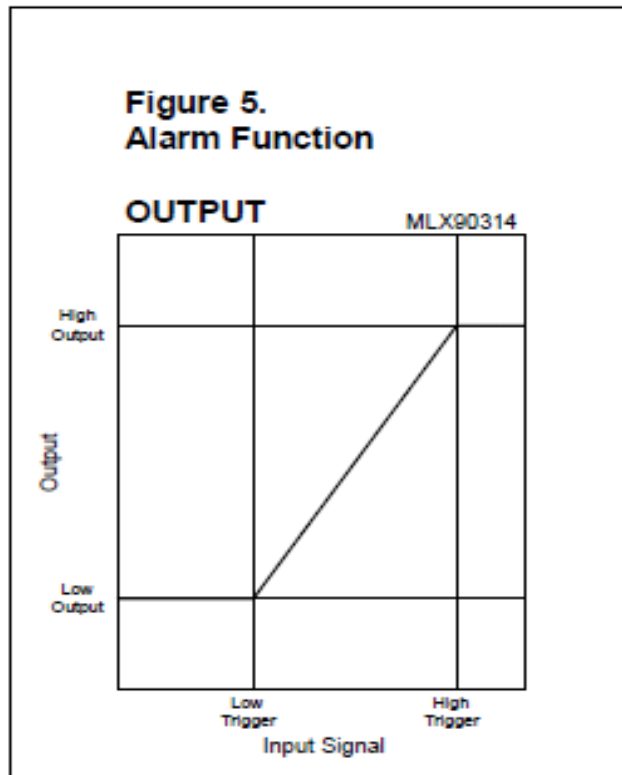 Figure 5.
Alarm Function
OUTPUT
MLX90314
High
Output
Output
Low
Output
Low
Trigger
High
Trigger
Input Signal